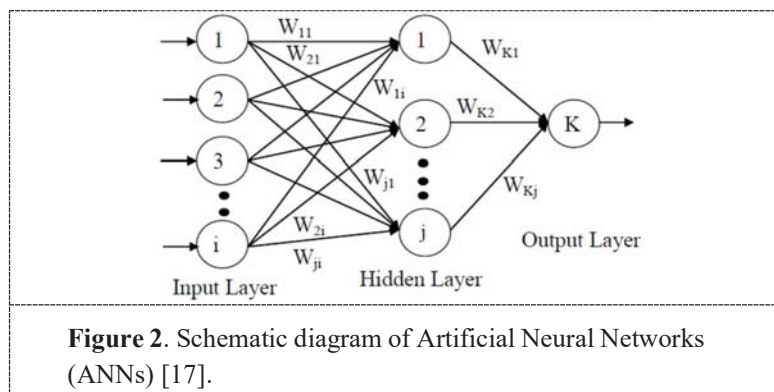 W11
1
W21
1
WK1
W1i
2
WK2
2
K
3
Wj1
WKj
W2i
i
j
Wji
Output Layer
Input Layer
Hidden Layer
Figure 2. Schematic diagram of Artificial Neural Networks
(ANNs) [17].